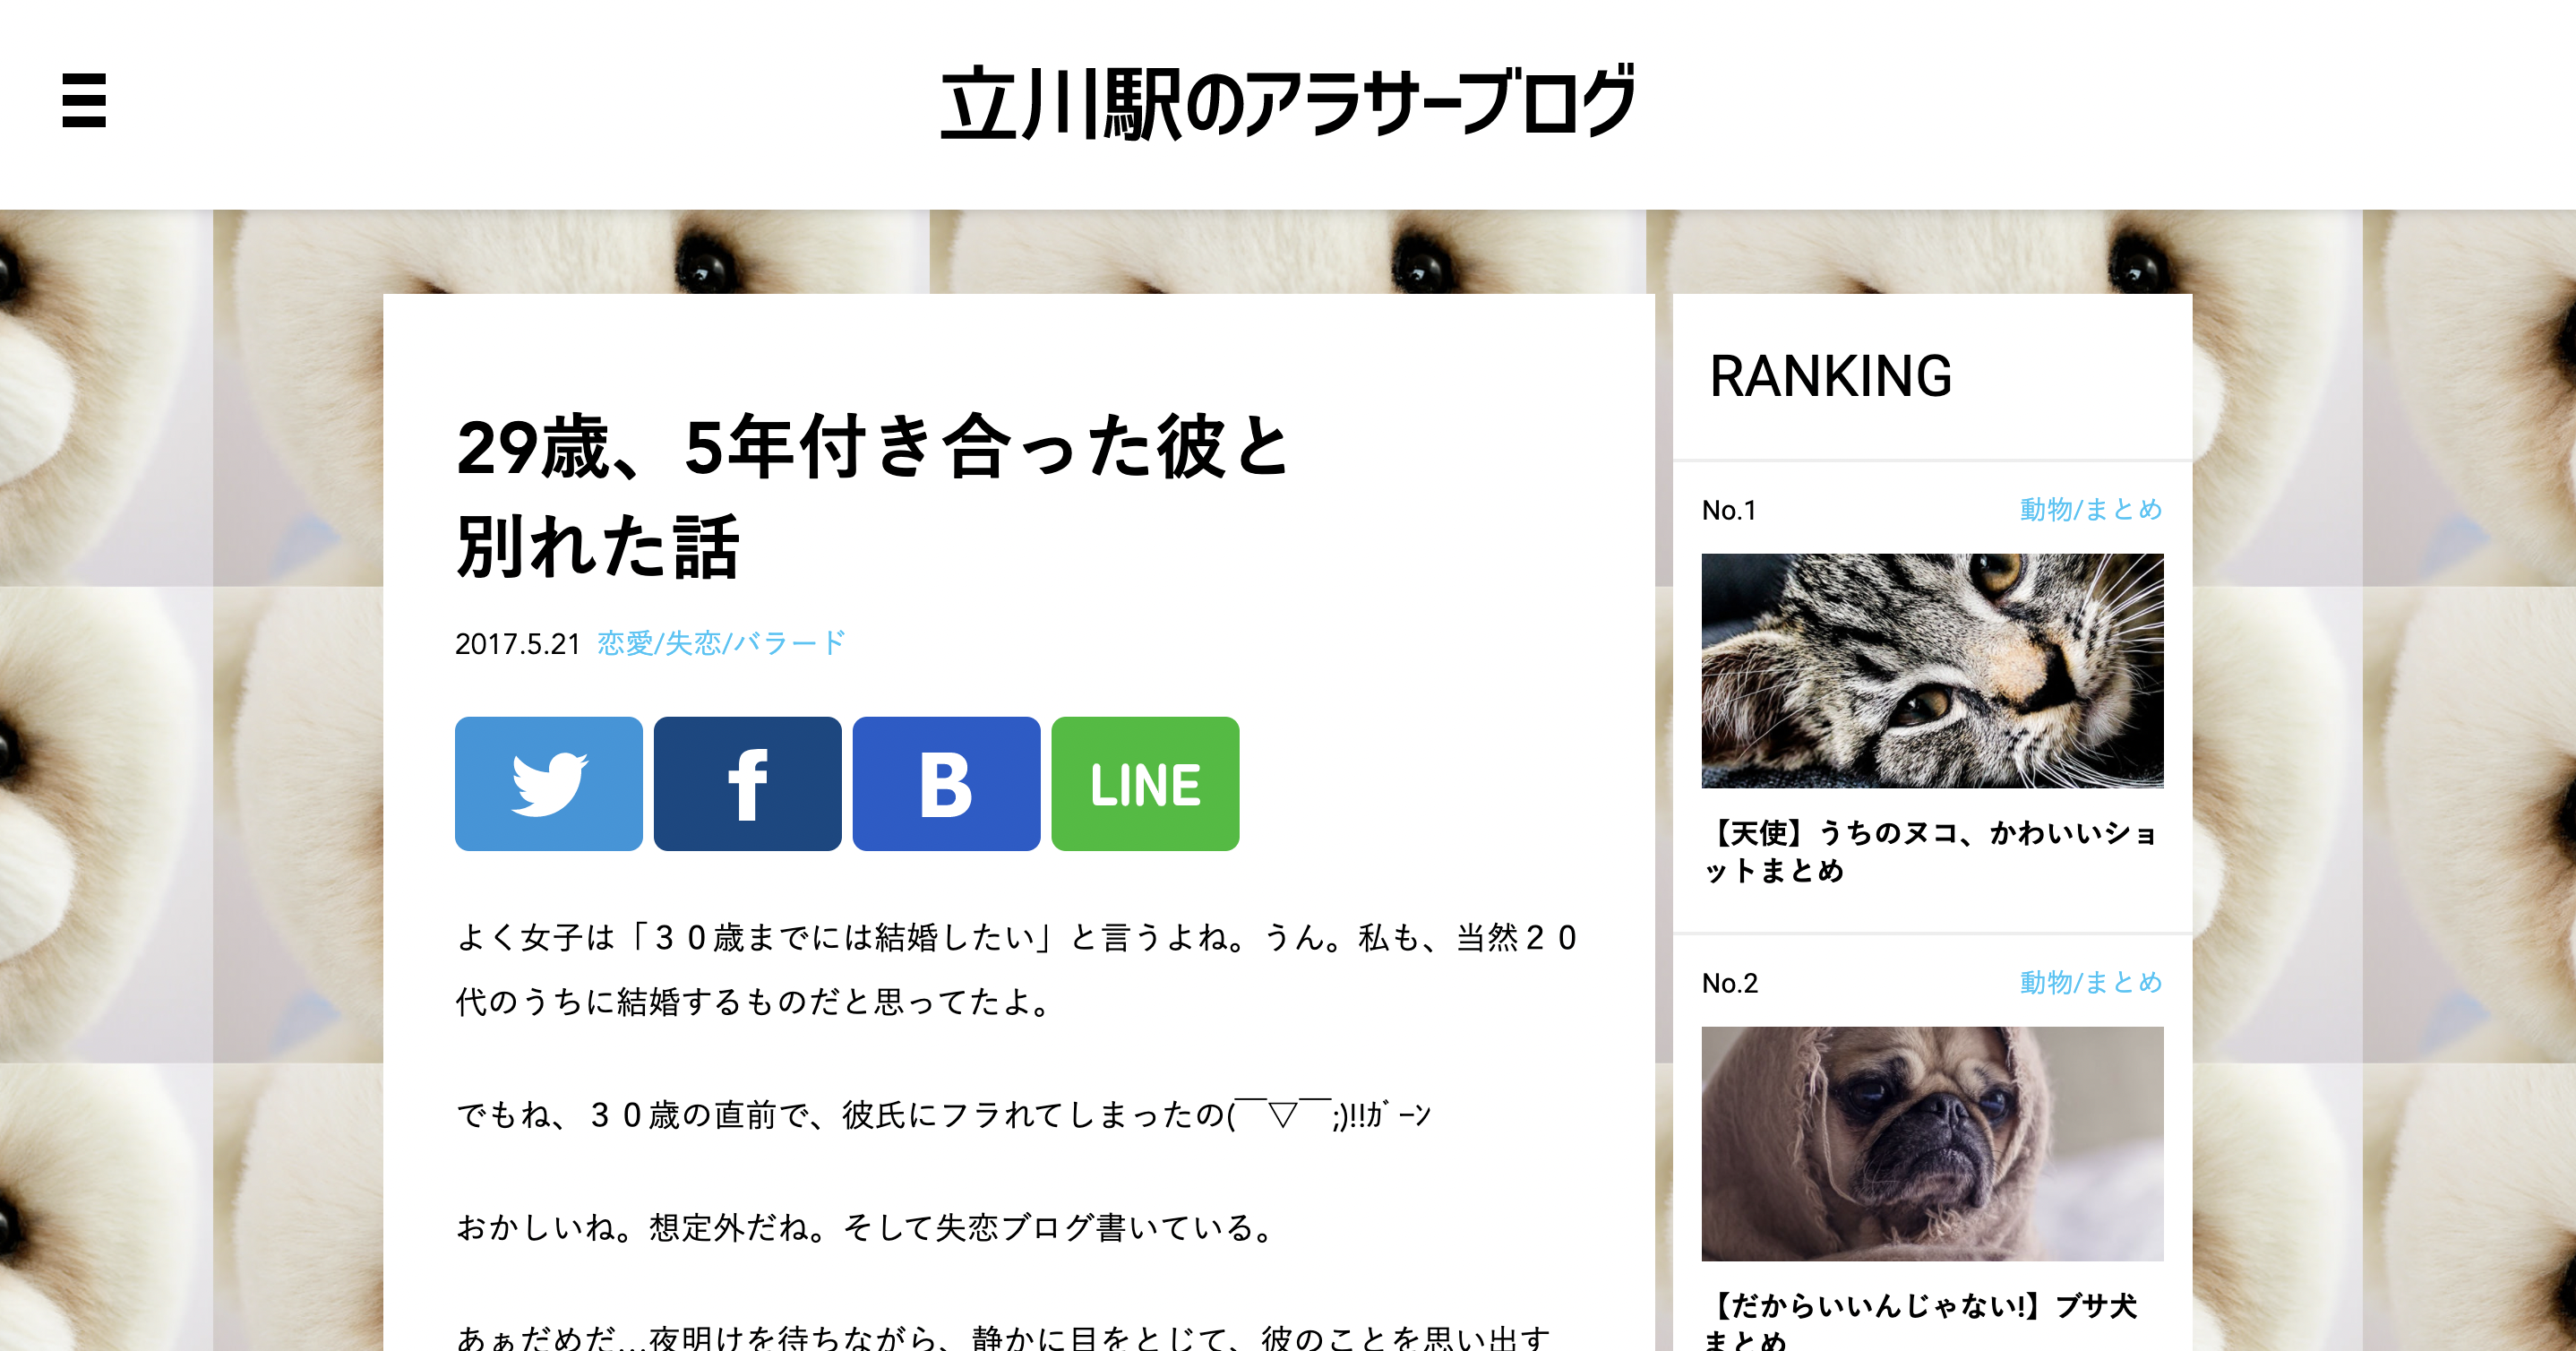 立川駅のアラサーブログ
29歳、5年付き合った彼と
別れた話
2017.5.21 恋愛/失恋/バラード
f
B
LINE
よく女子は「３０歳までには結婚したい」と言うよね。うん。私も、当然２０
代のうちに結婚するものだと思ってたよ。
でもね、３０歳の直前で、彼氏にフラれてしまったの(￣▽￣;)!!ｶﾞｰﾝ
おかしいね。想定外だね。そして失恋ブログ書いている。
あぁだめだ…夜明けを待ちながら、静かに目をとじて、彼のことを思い出す
RANKING
No.1 動物/まとめ
【天使】うちのヌコ、かわいいショ
ットまとめ
No.2 動物/まとめ
【だからいいんじゃない!】ブサ犬
まとめ